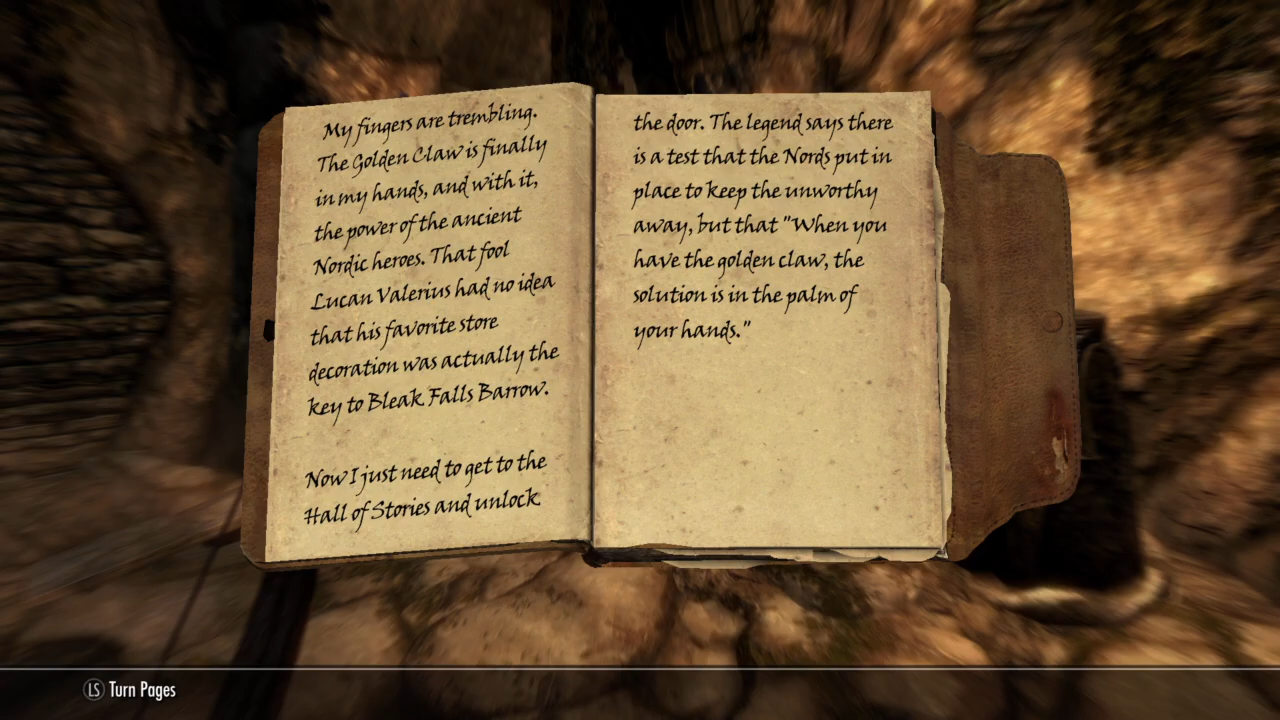 My fingers are trembling.
The Golden Claw is finally
in my hands, and with it,
the power of the ancient
Nordic heroes. That fool
Lucan Valerius had no idea
that his favorite store
decoration was actually the
key to Bleak Falls Barrow.
Now I just need to get to the
Hall of Stories and unlock
the door. The legend says there
is a test that the Nords put in
place to keep the unworthy
away, but that "When you
have the golden claw, the
solution is in the palm of
your hands."
LS Turn Pages